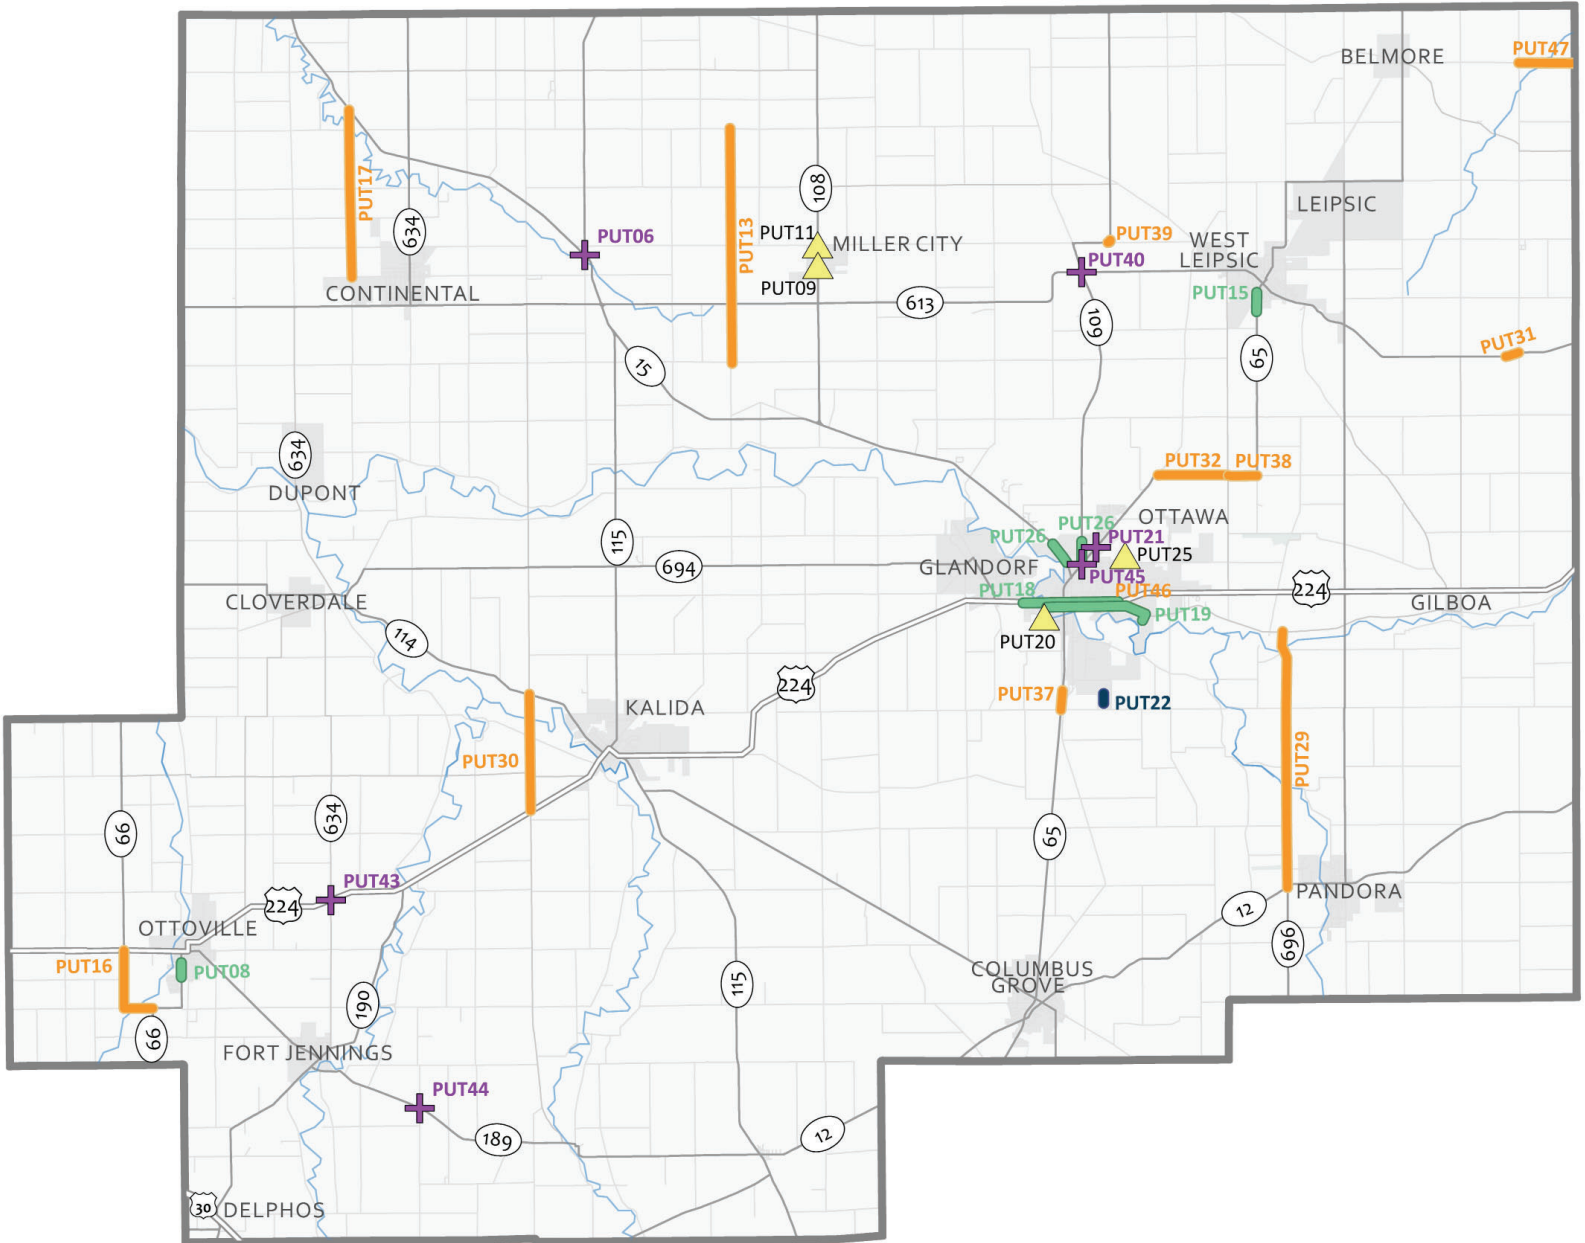 BELMORE
PUT47
PUT17
108
LEIPSIC
634
PUT06
PUT13
PUT11
MILLER CITY
PUT39
WEST
LEIPSIC
PUT40
PUT09
CONTINENTAL
613
PUT15
109
PUT31
15
65
634
PUT32
PUT38
DUPONT
OTTAWA
PUT26
PUT26
PUT21
115
PUT25
694
GLANDORF
PUT45
PUT18
PUT46
224
CLOVERDALE
GILBOA
PUT19
114
PUT20
224
PUT37
PUT22
KALIDA
PUT30
PUT29
66
634
65
PUT43
PANDORA
224
12
OTTOVILLE
696
PUT16
PUT08
COLUMBUS
GROVE
115
190
66
FORT JENNINGS
PUT44
189
12
30
DELPHOS